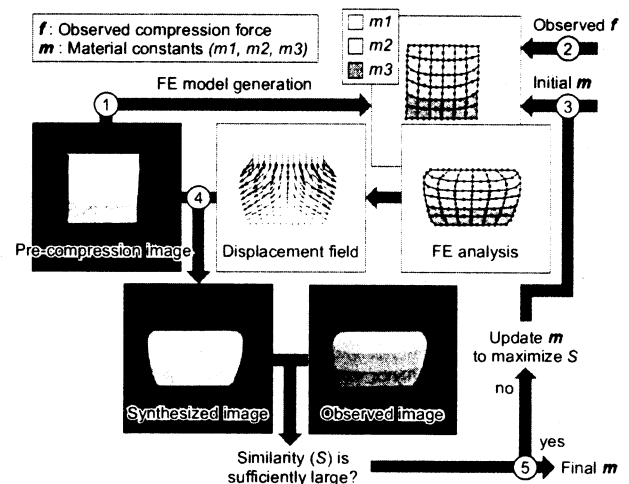 f : Observed compression force
m : Material constants (m1, m2, m3)
m1
m2
m3
Observed f
2
FE model generation
Initial m
1
3
Pre-compression image
4
Displacement field
FE analysis
Synthesized image
Observed image
Update m
to maximize S
no
yes
Similarity (S) is
sufficiently large?
5
Final m